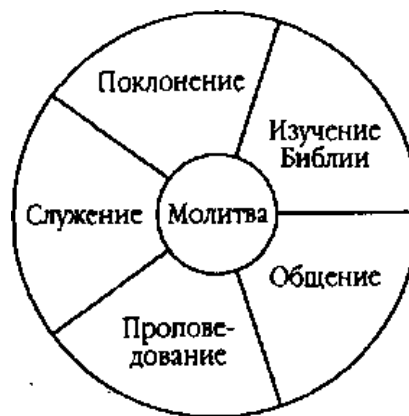 Поклонение
Изучение
Библии
Служение
Молитва
Общение
Пропове-
дование